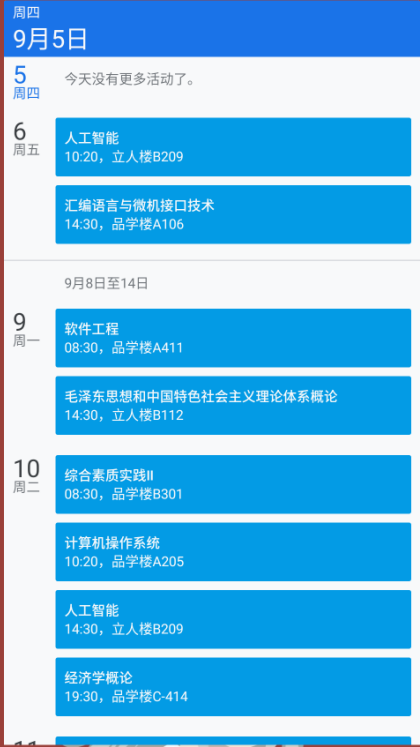 周四
9月5日
5
周四
今天没有更多活动了。
6
周五
人工智能
10:20，立人楼B209
汇编语言与微机接口技术
14:30，品学楼A106
9月8日至14日
9
周一
软件工程
08:30，品学楼A411
毛泽东思想和中国特色社会主义理论体系概论
14:30，立人楼B112
10
周二
综合素质实践II
08:30，品学楼B301
计算机操作系统
10:20，品学楼A205
人工智能
14:30，立人楼B209
经济学概论
19:30，品学楼C-414